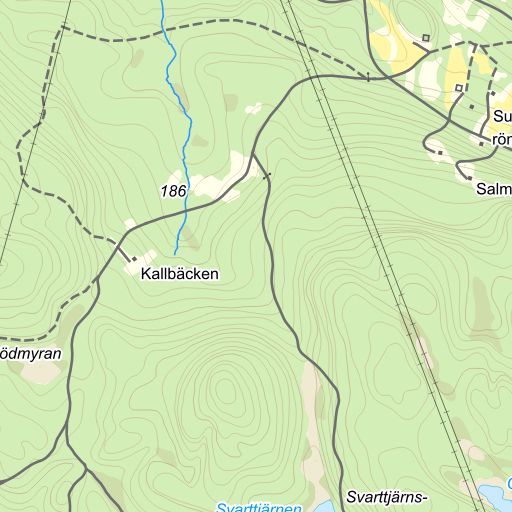 Su
rön
Salm
186
Kallbäcken
ödmyran
Svarttjärns-
Svarttjärnen